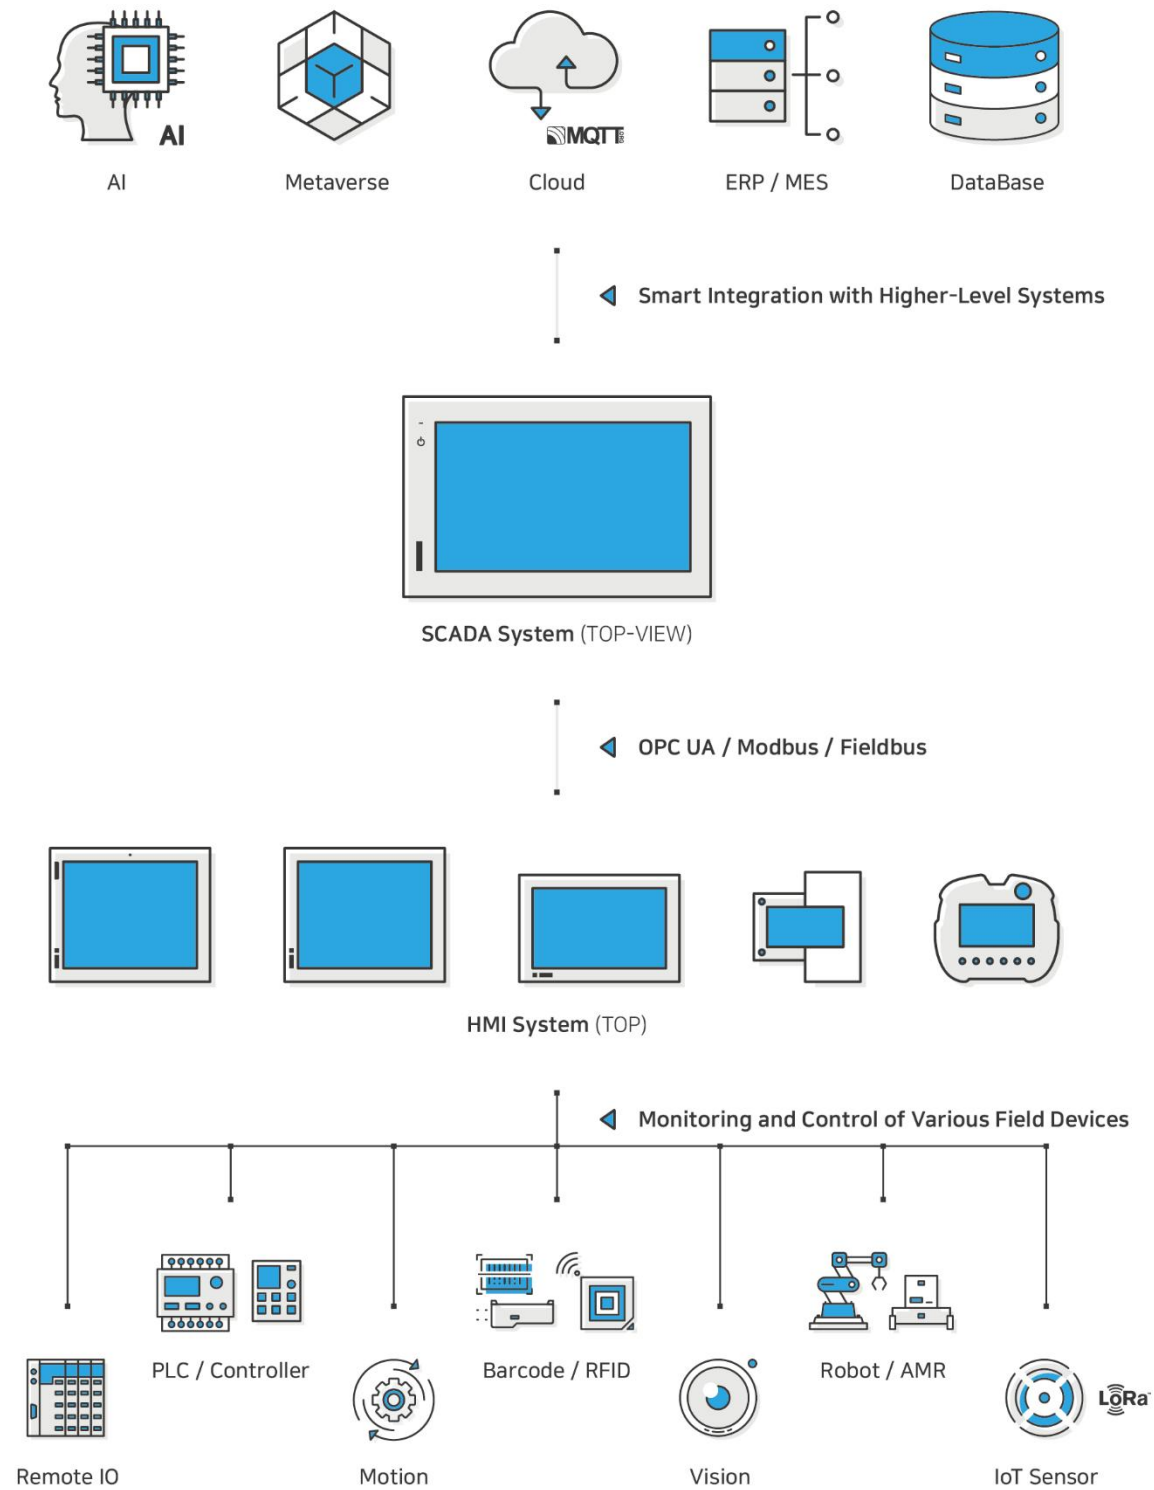 AI
AI
Metaverse
MQTT
Cloud
ERP / MES
DataBase
Smart Integration with Higher-Level Systems
SCADA System (TOP-VIEW)
OPC UA / Modbus / Fieldbus
HMI System (TOP)
Monitoring and Control of Various Field Devices
PLC / Controller
Barcode / RFID
Robot / AMR
LoRa
Remote IO
Motion
Vision
IoT Sensor